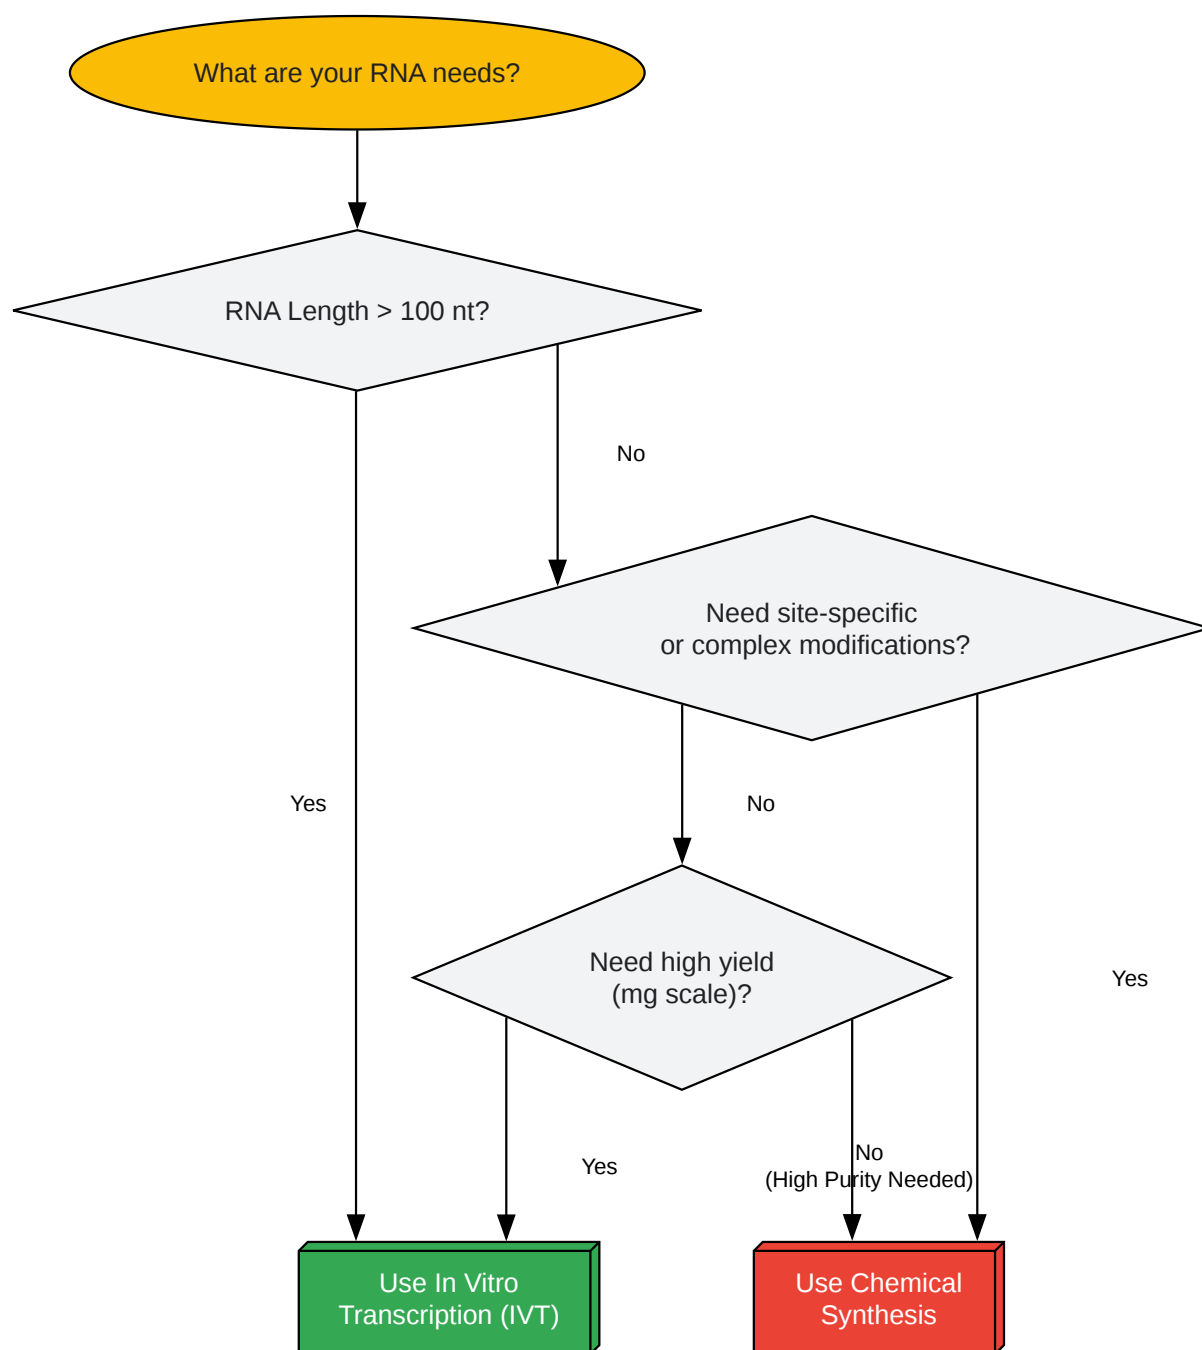 What are your RNA needs?
RNA Length > 100 nt?
No
Need site-specific
or complex modifications?
Yes
No
Need high yield
(mg scale)?
Yes
Yes
No
(High Purity Needed)
Use In Vitro
Transcription (IVT)
Use Chemical
Synthesis